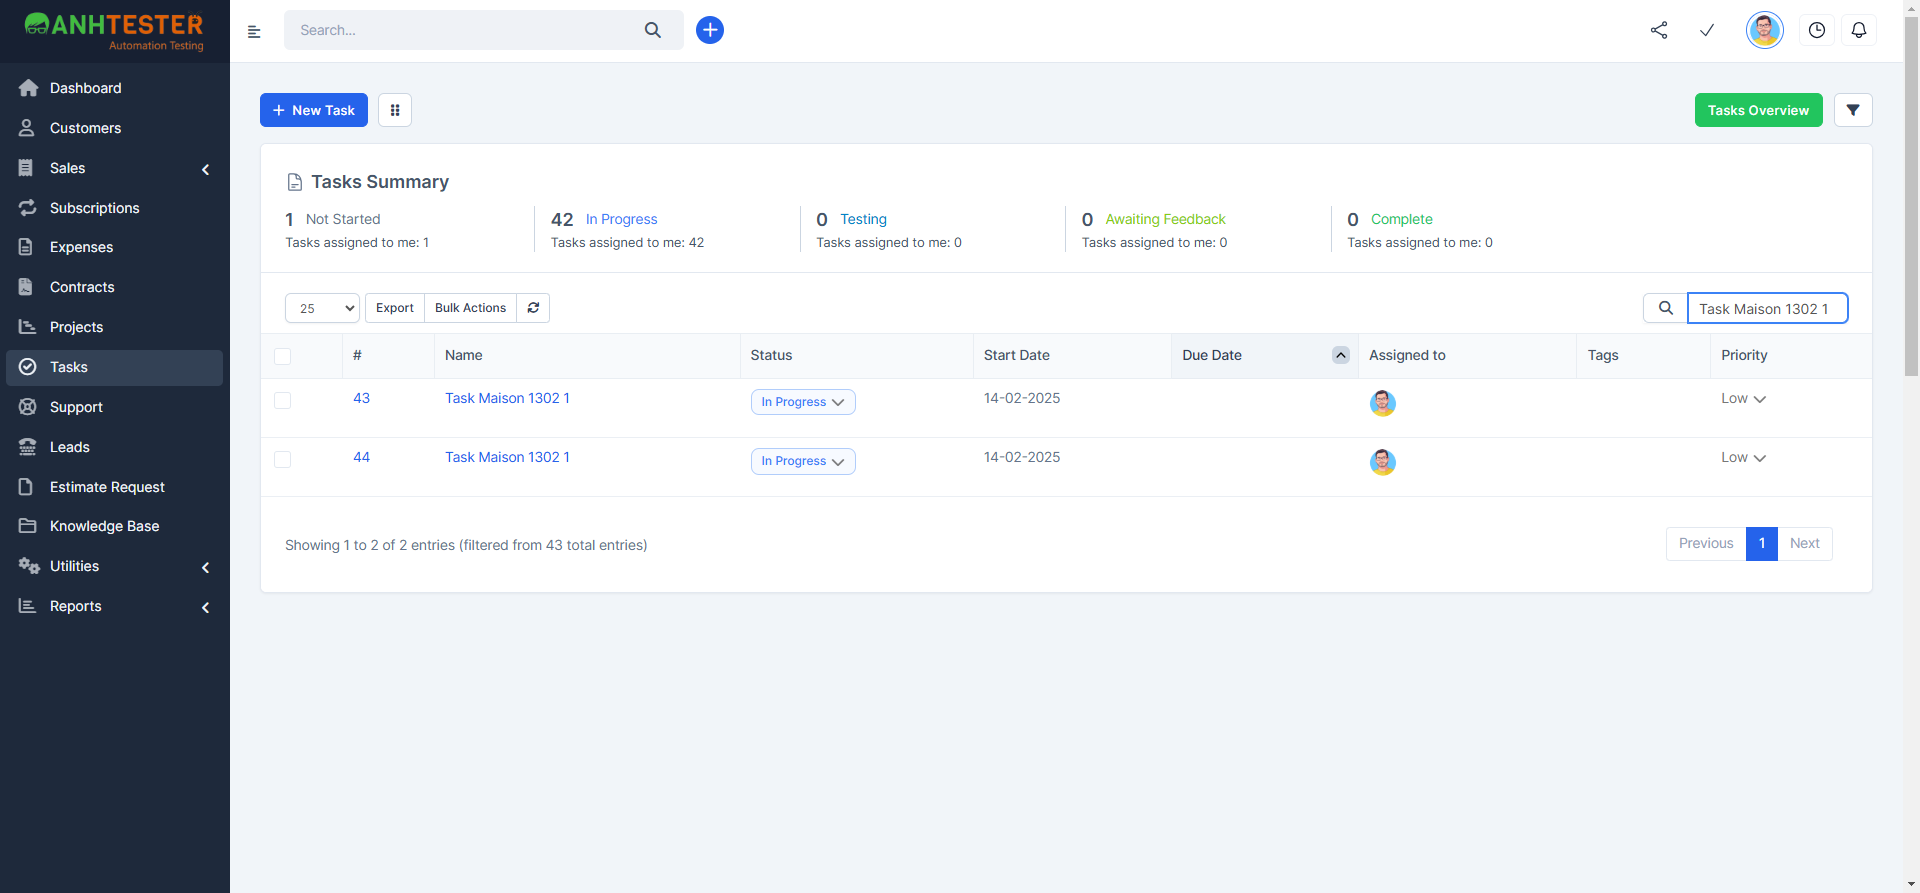 ANHTESTER
Automation Testing
Search...
Dashboard
Customers
Sales
Subscriptions
Expenses
Contracts
Projects
Tasks
Support
Leads
Estimate Request
Knowledge Base
Utilities
Reports
New Task
Tasks Overview
Tasks Summary
1 Not Started
Tasks assigned to me: 1
42 In Progress
Tasks assigned to me: 42
0 Testing
Tasks assigned to me: 0
0 Awaiting Feedback
Tasks assigned to me: 0
0 Complete
Tasks assigned to me: 0
25 Export Bulk Actions Task Maison 1302 1
# Name Status Start Date Due Date Assigned to Tags Priority
43 Task Maison 1302 1 In Progress 14-02-2025 Low
44 Task Maison 1302 1 In Progress 14-02-2025 Low
Showing 1 to 2 of 2 entries (filtered from 43 total entries)
Previous 1 Next